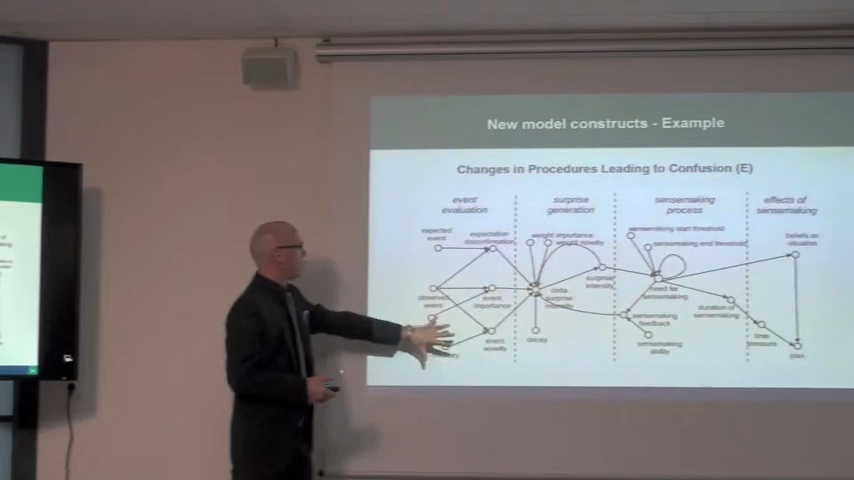 New model constructs - Example
Changes in Procedures Leading to Confusion (E)
event
evaluation
surprise
generation
sensemaking
process
effects of
sensemaking
expected
event
expectation
disconfirmation
weight importance
weight novelty
sensemaking start threshold
sensemaking end threshold
beliefs on
situation
observed
event
event
importance
delta
surprise
intensity
surprise
intensity
need for
sensemaking
duration of
sensemaking
sensemaking
feedback
event
novelty
decay
sensemaking
ability
time
pressure
plan